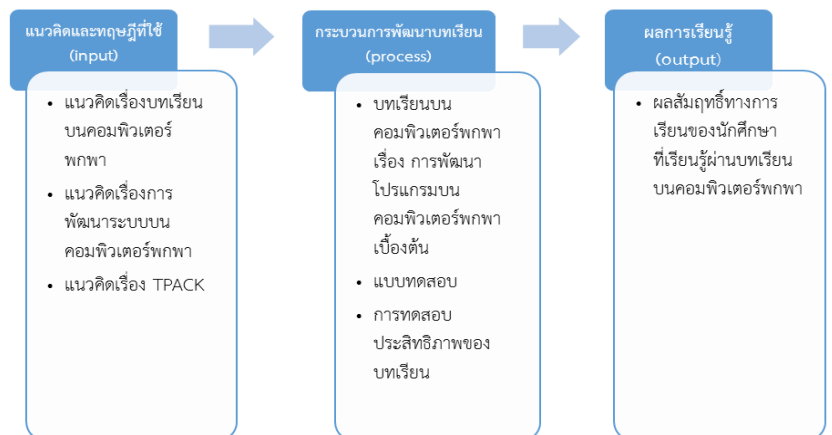 แนวคิดและทฤษฎีที่ใช้
(input)
• แนวคิดเรื่องบทเรียน
บนคอมพิวเตอร์
พกพา
• แนวคิดเรื่องการ
พัฒนาระบบบน
คอมพิวเตอร์พกพา
• แนวคิดเรื่อง TPACK
กระบวนการพัฒนาบทเรียน
(process)
• บทเรียนบน
คอมพิวเตอร์พกพา
เรื่อง การพัฒนา
โปรแกรมบน
คอมพิวเตอร์พกพา
เบื้องต้น
• แบบทดสอบ
• การทดสอบ
ประสิทธิภาพของ
บทเรียน
ผลการเรียนรู้
(output)
• ผลสัมฤทธิ์ทางการ
เรียนของนักศึกษา
ที่เรียนรู้ผ่านบทเรียน
บนคอมพิวเตอร์พกพา